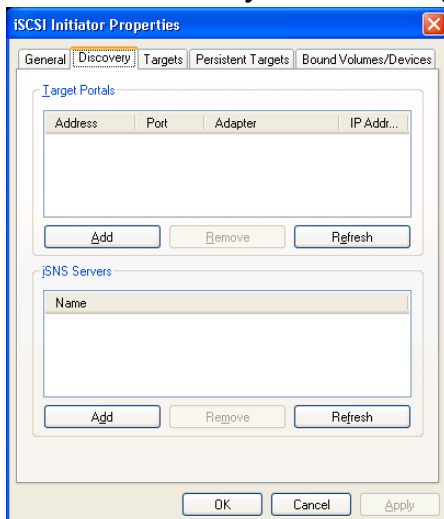 iSCSI Initiator Properties
General Discovery Targets Persistent Targets Bound Volumes/Devices
Target Portals
Address Port Adapter IP Addr...
Add Remove Refresh
iSNS Servers
Name
Add Remove Refresh
OK Cancel Apply